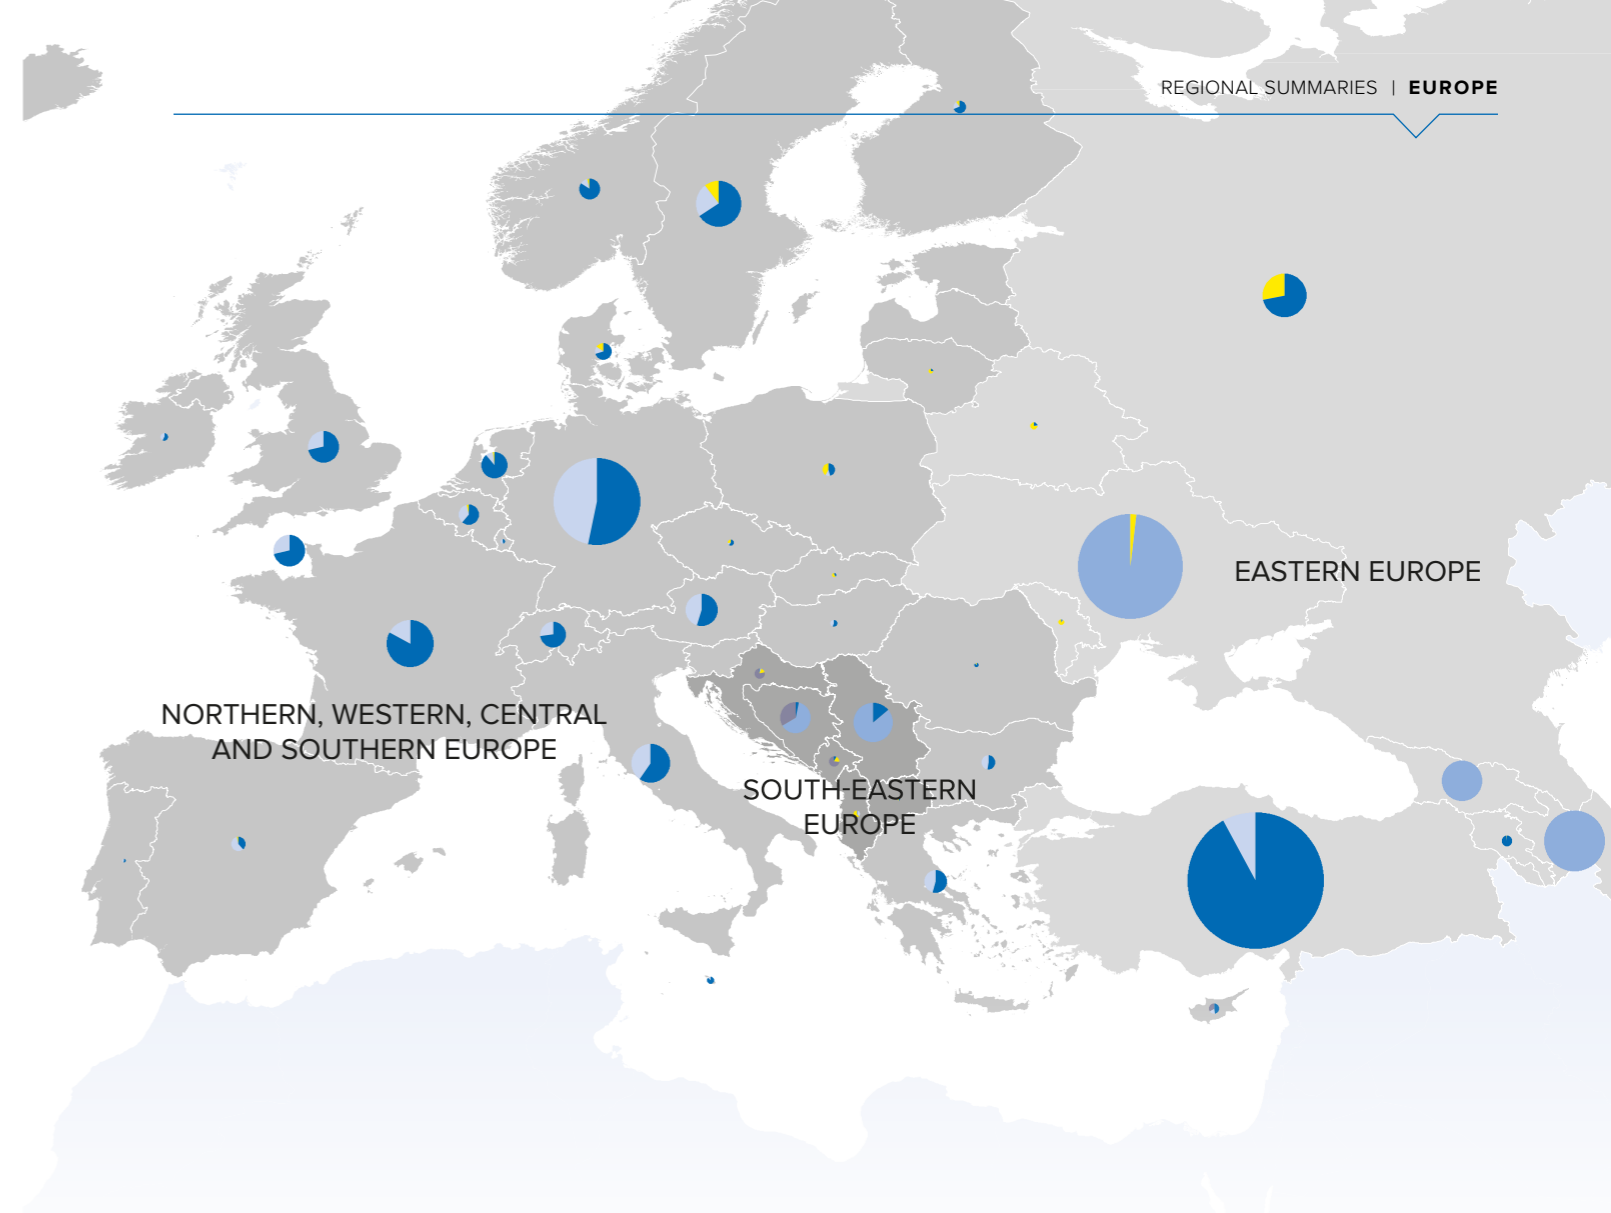 REGIONAL SUMMARIES | EUROPE
EASTERN EUROPE
NORTHERN, WESTERN, CENTRAL
AND SOUTHERN EUROPE
SOUTH-EASTERN
EUROPE